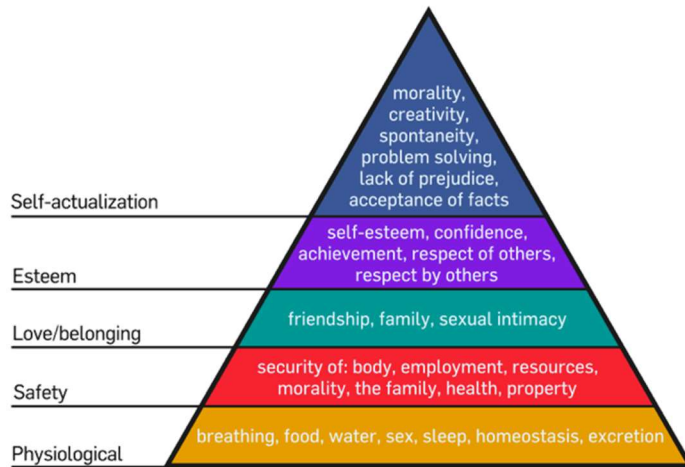 morality,
creativity,
spontaneity,
problem solving,
lack of prejudice,
acceptance of facts
Self-actualization
self-esteem, confidence,
achievement, respect of others,
respect by others
Esteem
friendship, family, sexual intimacy
Love/belonging
security of: body, employment, resources,
morality, the family, health, property
Safety
breathing, food, water, sex, sleep, homeostasis, excretion
Physiological